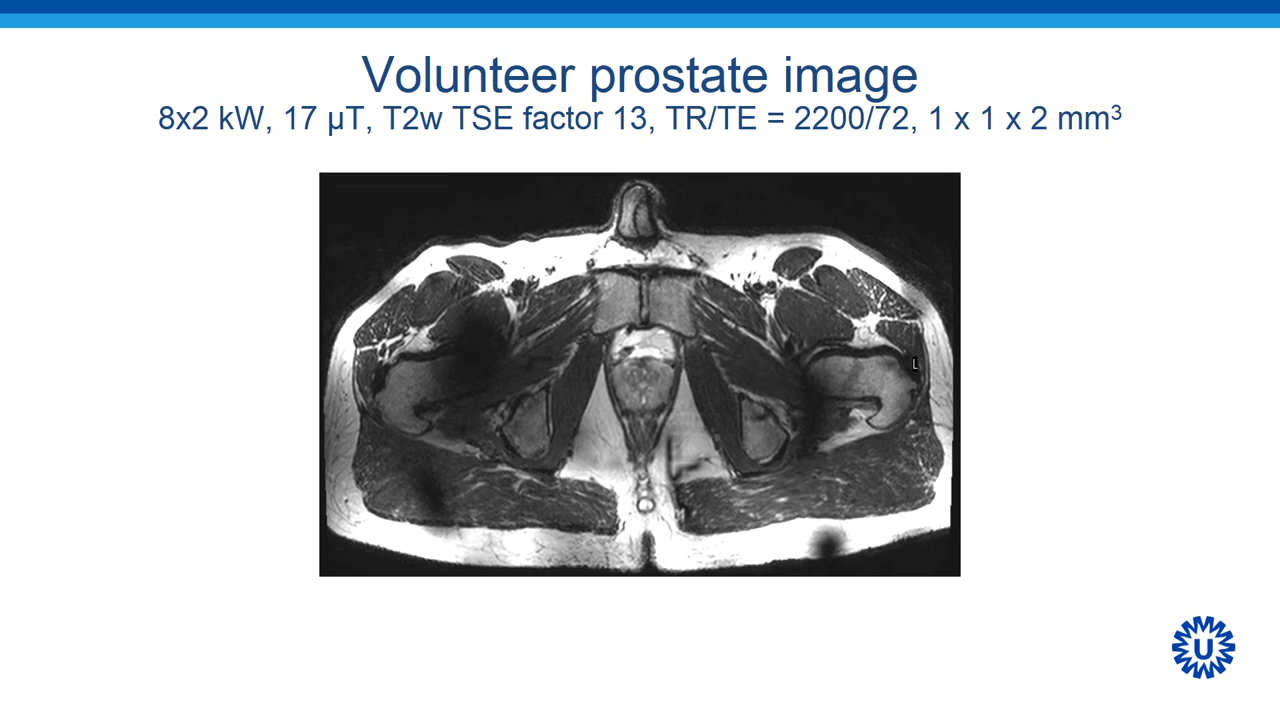 Volunteer prostate image
8x2 kW, 17 µT, T2w TSE factor 13, TR/TE = 2200/72, 1 x 1 x 2 mm³
L
U